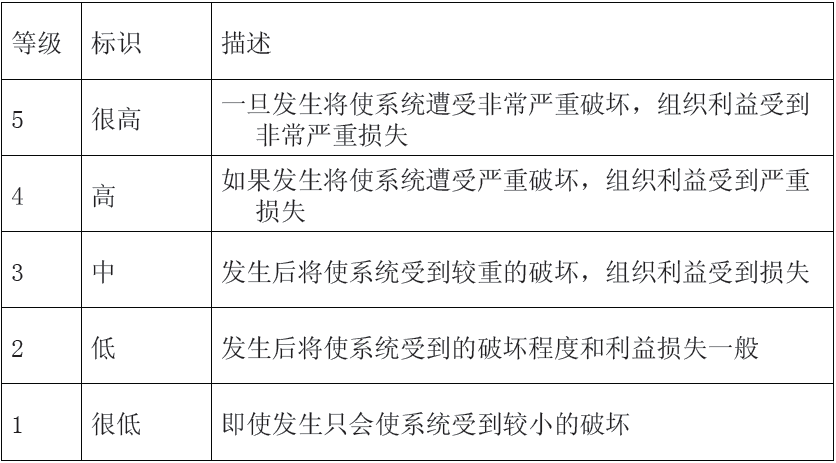 等级 标识 描述
5 很高 一旦发生将使系统遭受非常严重破坏，组织利益受到
非常严重损失
4 高 如果发生将使系统遭受严重破坏，组织利益受到严重
损失
3 中 发生后将使系统受到较重的破坏，组织利益受到损失
2 低 发生后将使系统受到的破坏程度和利益损失一般
1 很低 即使发生只会使系统受到较小的破坏